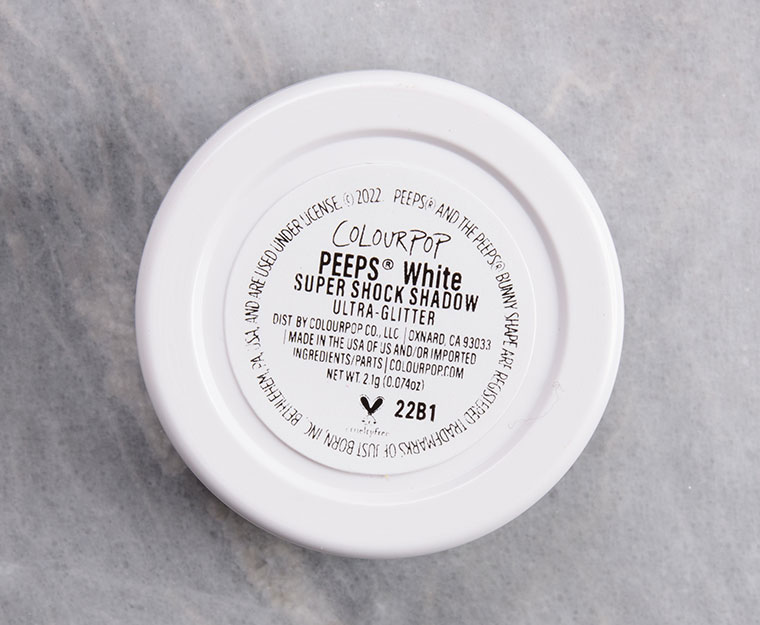 COLOURPOP
PEEPS® White
SUPER SHOCK SHADOW
ULTRA-GLITTER
DIST. BY COLOURPOP CO., LLC | OXNARD, CA 93033
| MADE IN THE USA OF US AND/OR IMPORTED
INGREDIENTS/PARTS | COLOURPOP.COM
NET WT. 2.1g (0.074oz)
22B1
crueltyfree
PEEPS® AND THE PEEPS® BUNNY SHAPE ARE REGISTERED TRADEMARKS OF JUST BORN, INC. BETHLEHEM, PA, USA, AND ARE USED UNDER LICENSE. © 2022.